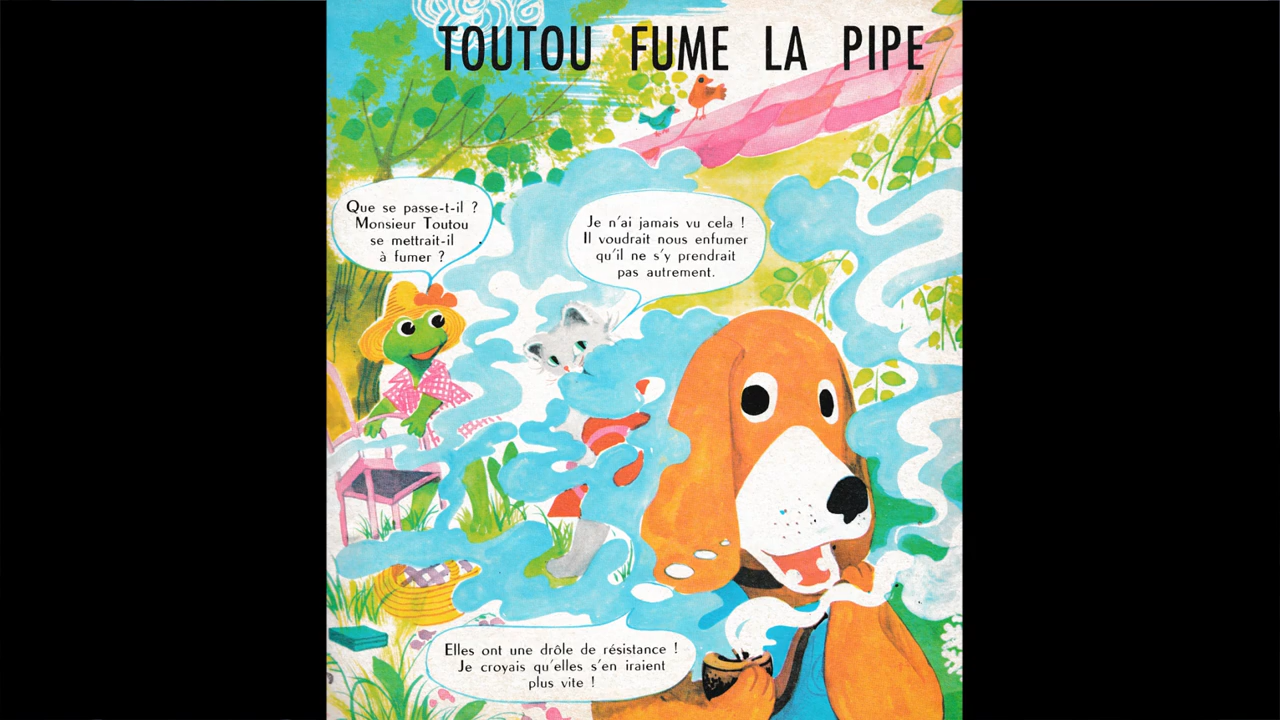 TOUTOU FUME LA PIPE
Que se passe-t-il ?
Monsieur Toutou
se mettrait-il
à fumer ?
Je n'ai jamais vu cela !
Il voudrait nous enfumer
qu'il ne s'y prendrait
pas autrement.
Elles ont une drôle de résistance !
Je croyais qu'elles s'en iraient
plus vite !